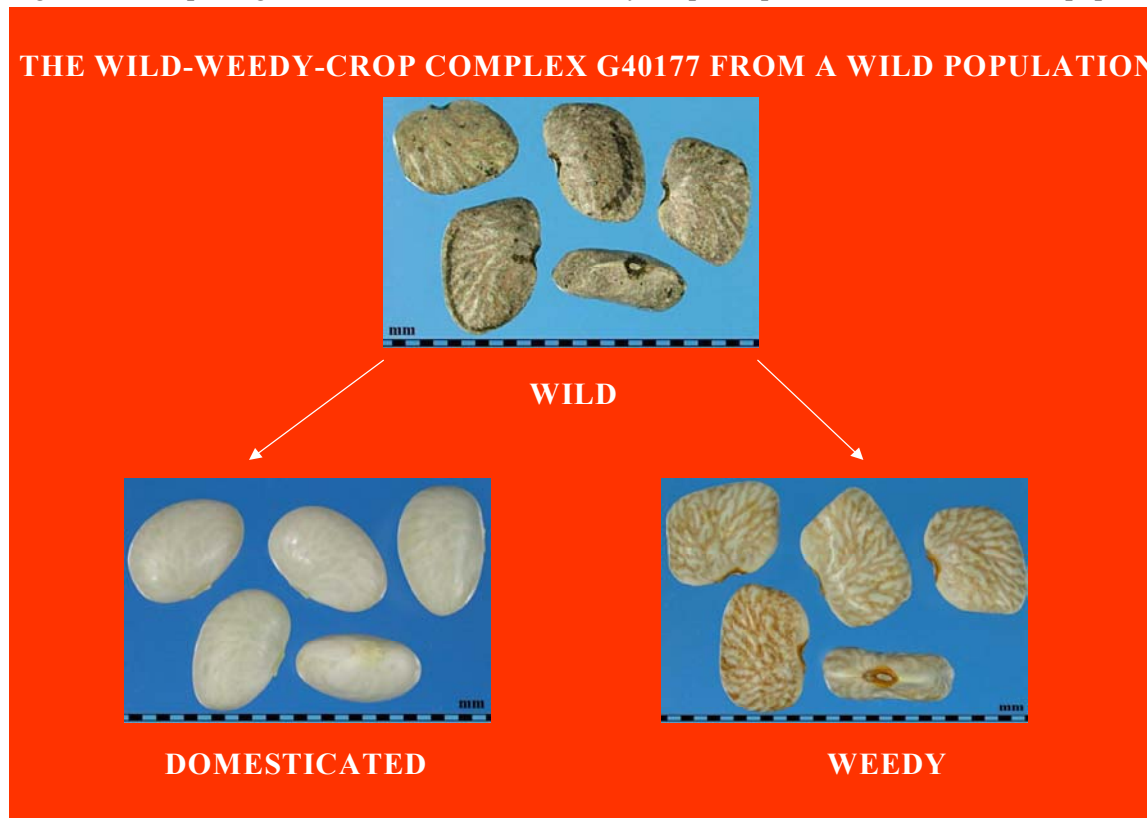 THE WILD-WEEDY-CROP COMPLEX G40177 FROM A WILD POPULATION
mm
WILD
mm
mm
DOMESTICATED
WEEDY